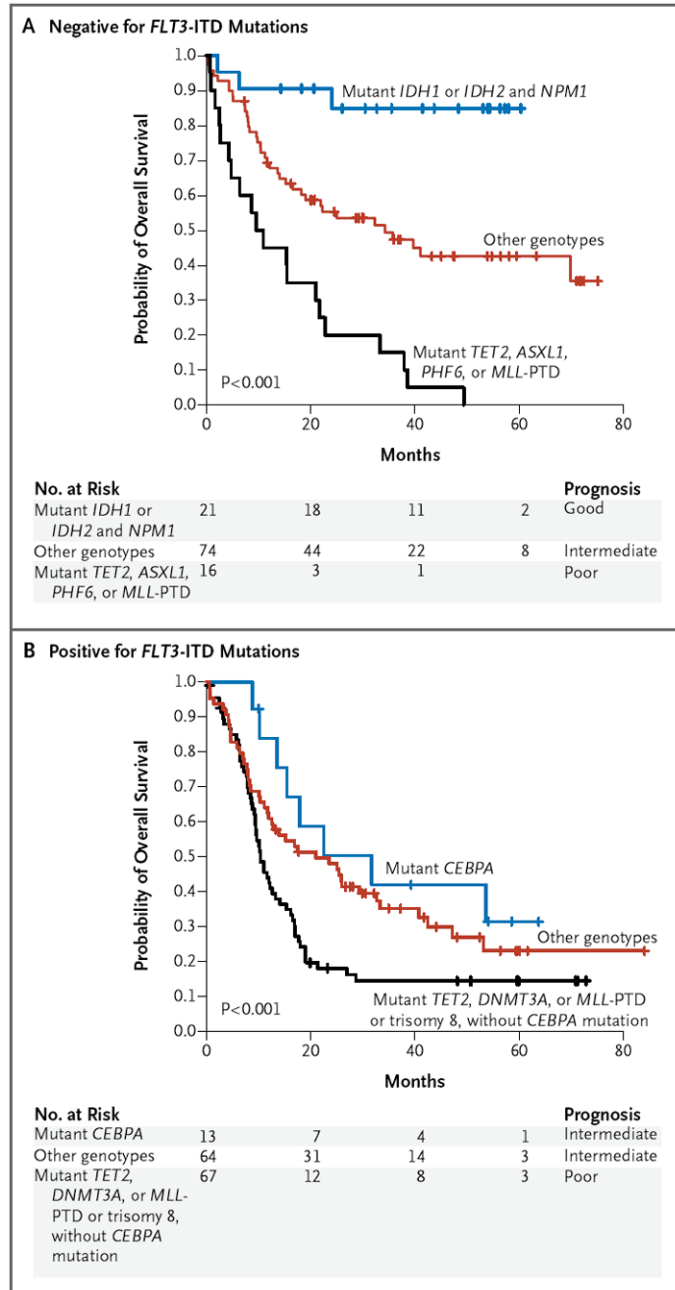 A Negative for FLT3-ITD Mutations
1.0
0.9
0.8
0.7
0.6
0.5
0.4
0.3
0.2
0.1
0.0
Probability of Overall Survival
Mutant IDH1 or IDH2 and NPM1
Other genotypes
Mutant TET2, ASXL1,
PHF6, or MLL-PTD
P<0.001
0 20 40 60 80
Months
No. at Risk Prognosis
Mutant IDH1 or 21 18 11 2 Good
IDH2 and NPM1
Other genotypes 74 44 22 8 Intermediate
Mutant TET2, ASXL1, 16 3 1 Poor
PHF6, or MLL-PTD
B Positive for FLT3-ITD Mutations
1.0
0.9
0.8
0.7
0.6
0.5
0.4
0.3
0.2
0.1
0.0
Probability of Overall Survival
Mutant CEBPA
Other genotypes
Mutant TET2, DNMT3A, or MLL-PTD
or trisomy 8, without CEBPA mutation
P<0.001
0 20 40 60 80
Months
No. at Risk Prognosis
Mutant CEBPA 13 7 4 1 Intermediate
Other genotypes 64 31 14 3 Intermediate
Mutant TET2, 67 12 8 3 Poor
DNMT3A, or MLL-
PTD or trisomy 8,
without CEBPA
mutation